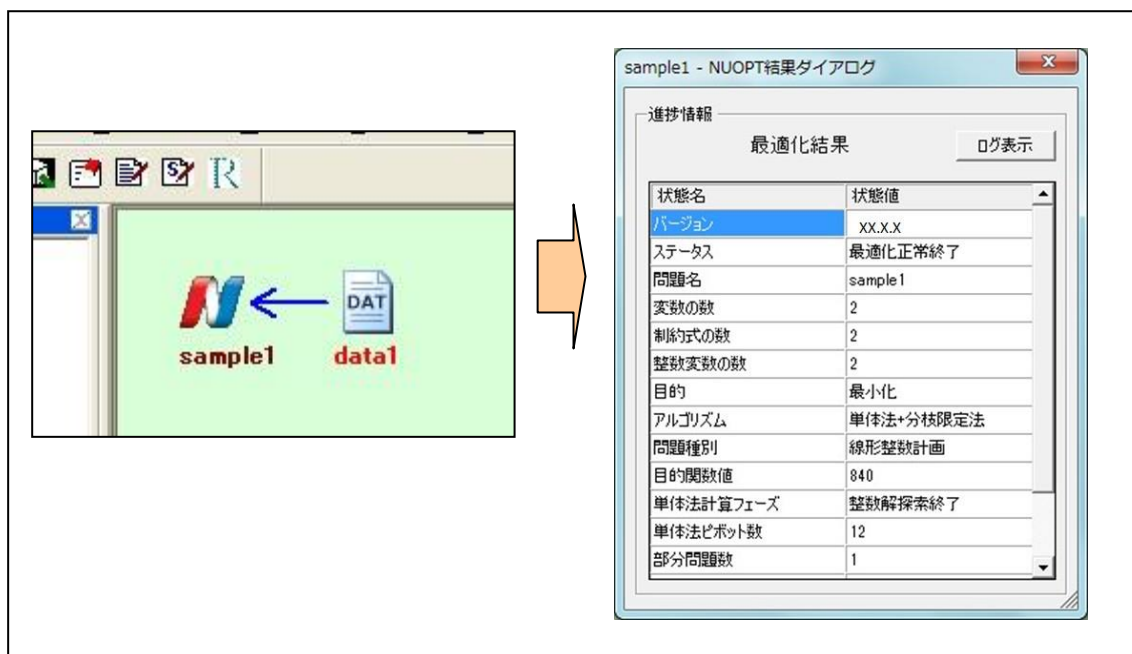 sample1
data1
DAT
sample1 - NUOPT結果ダイアログ
進捗情報
最適化結果
ログ表示
状態名 状態値
バージョン XX.X.X
ステータス 最適化正常終了
問題名 sample1
変数の数 2
制約式の数 2
整数変数の数 2
目的 最小化
アルゴリズム 単体法+分枝限定法
問題種別 線形整数計画
目的関数値 840
単体法計算フェーズ 整数解探索終了
単体法ピボット数 12
部分問題数 1